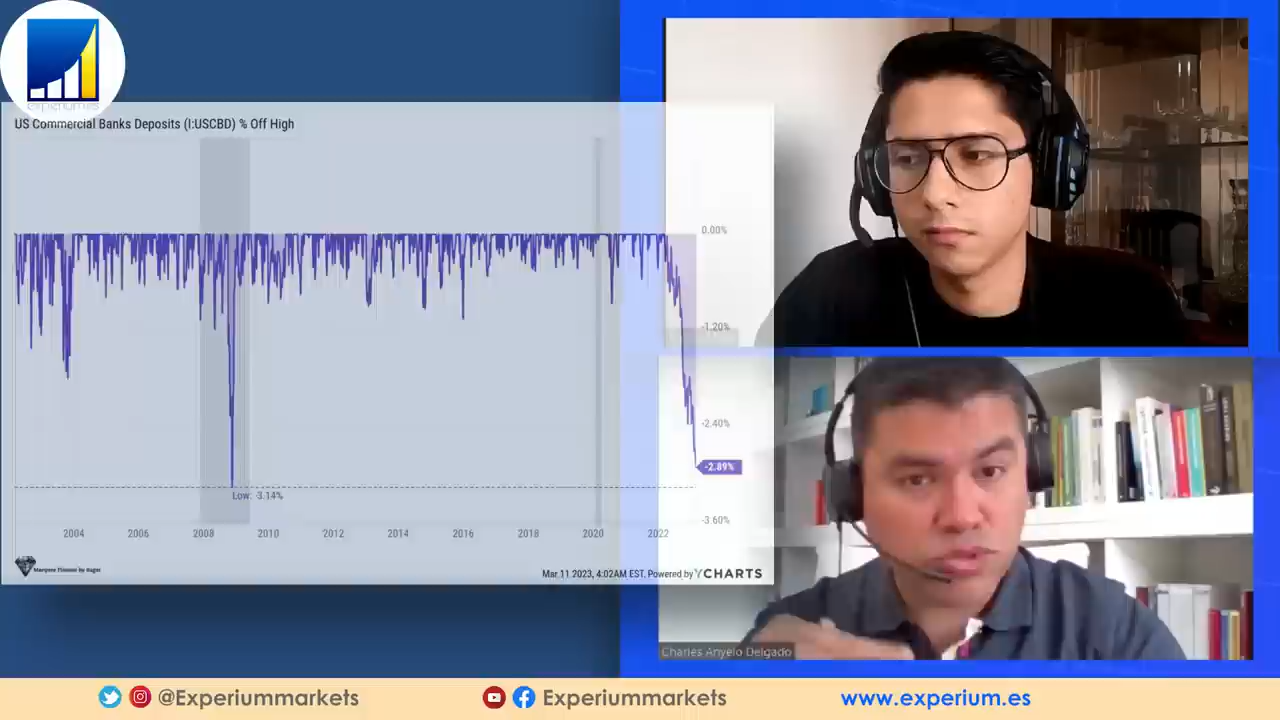 experium.es
US Commercial Banks Deposits (I:USCBD) % Off High
0.00%
-1.20%
-2.40%
-2.89%
Low: -3.14%
-3.60%
2004 2006 2008 2010 2012 2014 2016 2018 2020 2022
Mar 11 2023, 4:02AM EST, Powered by YCHARTS
Charles Anyelo Delgado
@Experiummarkets
Experiummarkets
www.experium.es